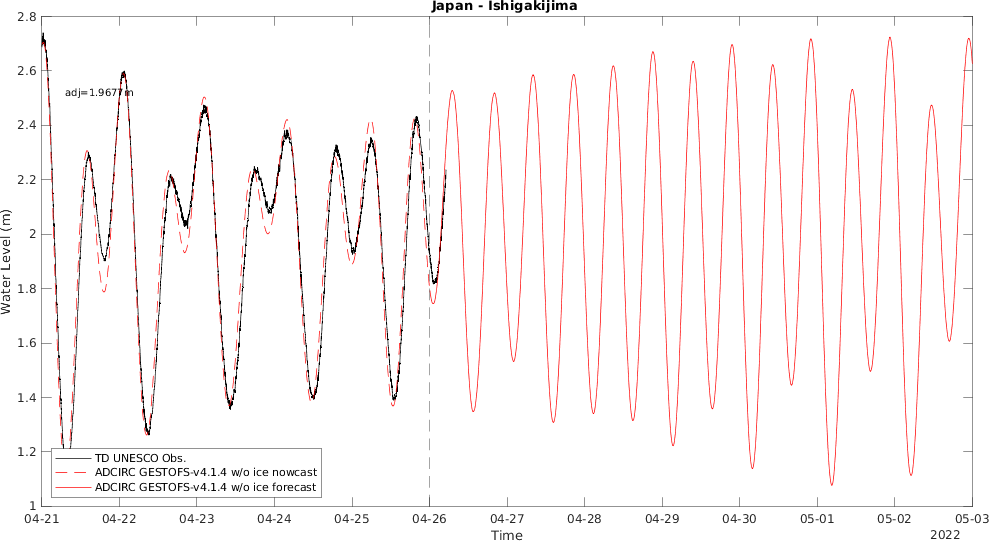 Japan - Ishigakijima
2.8
2.6
2.4
2.2
2
1.8
1.6
1.4
1.2
1
Water Level (m)
adj=1.9677 m
TD UNESCO Obs.
ADCIRC GESTOFS-v4.1.4 w/o ice nowcast
ADCIRC GESTOFS-v4.1.4 w/o ice forecast
04-21 04-22 04-23 04-24 04-25 04-26 04-27 04-28 04-29 04-30 05-01 05-02 05-03
Time
2022